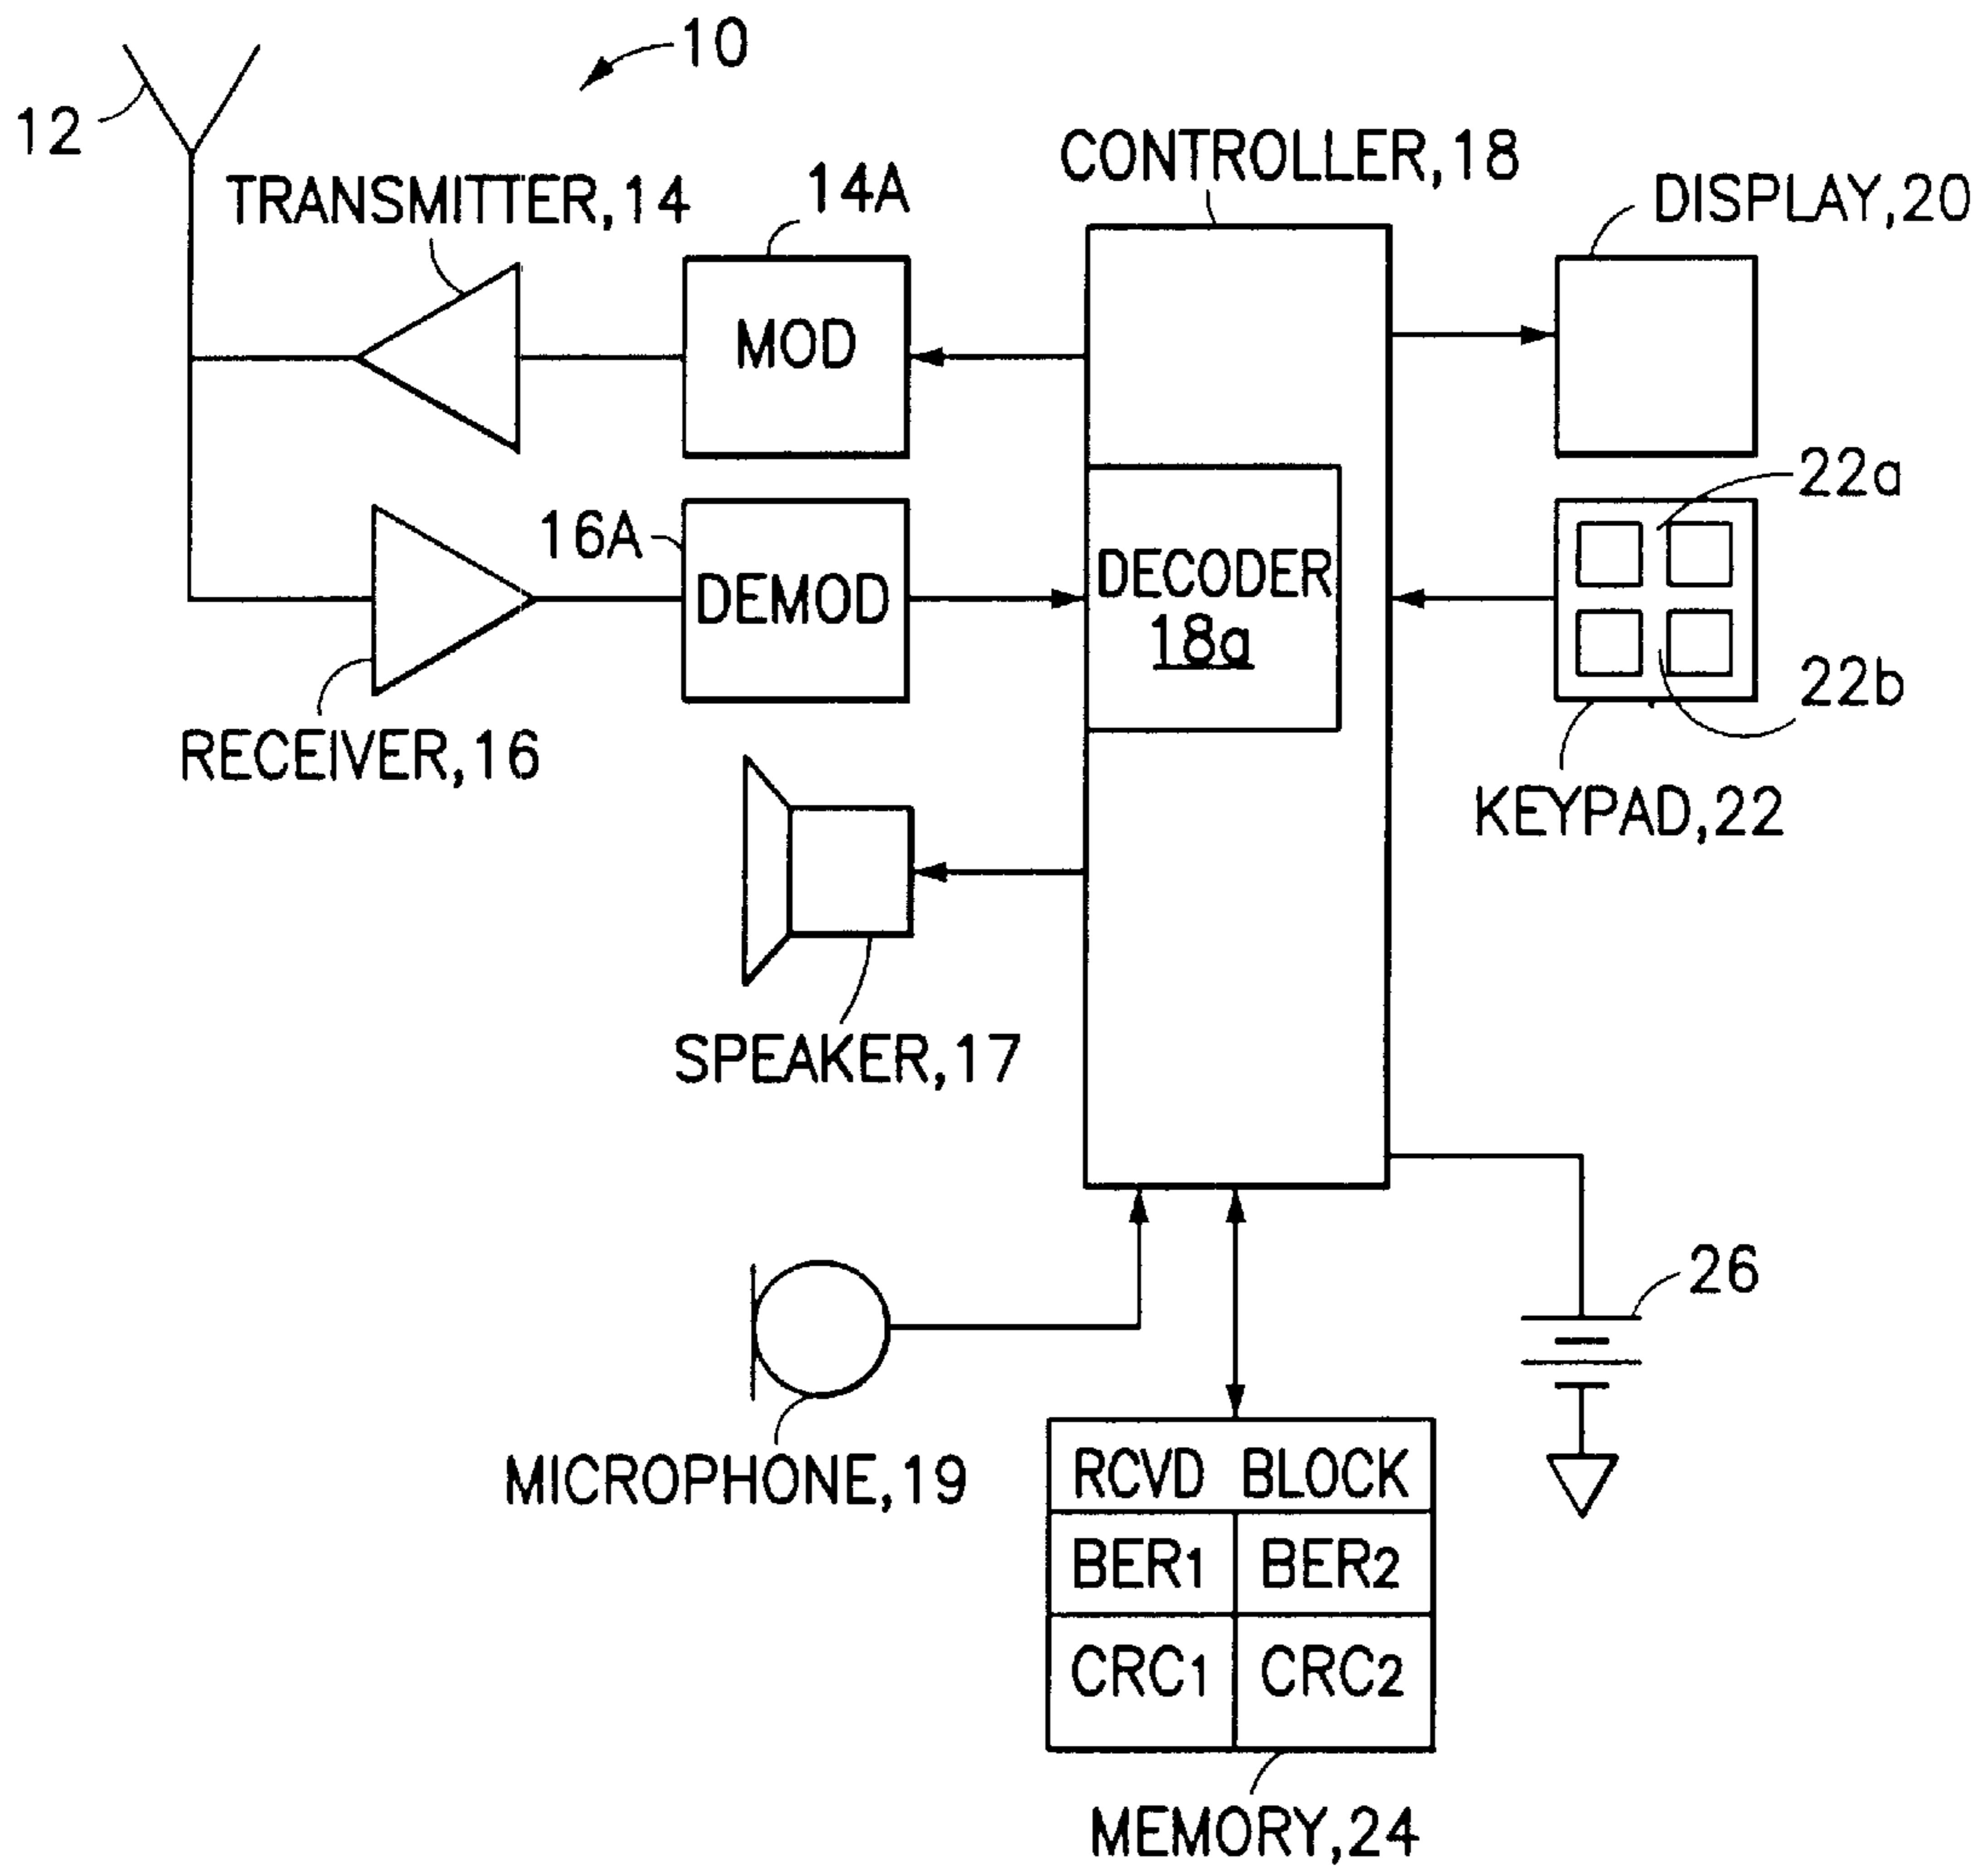 10
12
CONTROLLER,18
TRANSMITTER,14
14A
DISPLAY,20
MOD
22a
16A
DECODER
18a
DEMOD
22b
RECEIVER,16
KEYPAD,22
SPEAKER,17
26
MICROPHONE,19
RCVD BLOCK
BER1 BER2
CRC1 CRC2
MEMORY,24